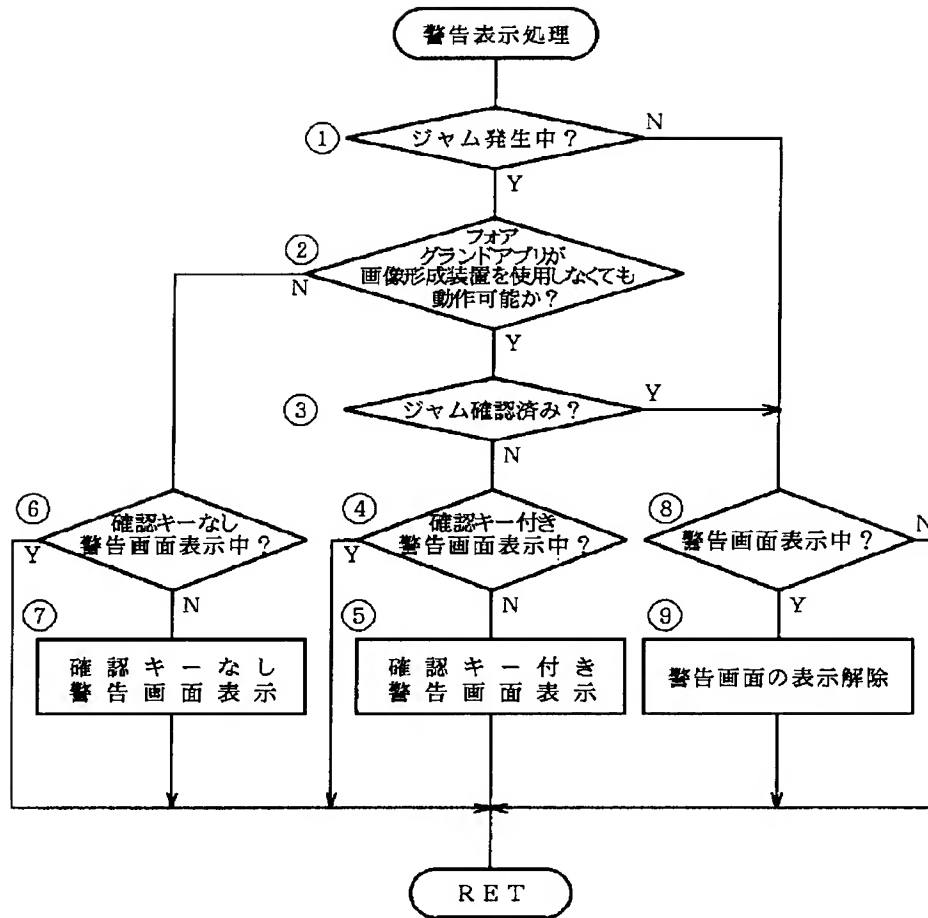 警告表示処理
① ジャム発生中？ N
Y
② フォア
グランドアプリが
画像形成装置を使用しなくても
動作可能か？
N
Y
③ ジャム確認済み？ Y
N
⑥ 確認キーなし
警告画面表示中？
Y
N
④ 確認キー付き
警告画面表示中？
Y
N
⑧ 警告画面表示中？
N
Y
⑦ 確認キーなし
警告画面表示
⑤ 確認キー付き
警告画面表示
⑨ 警告画面の表示解除
RET